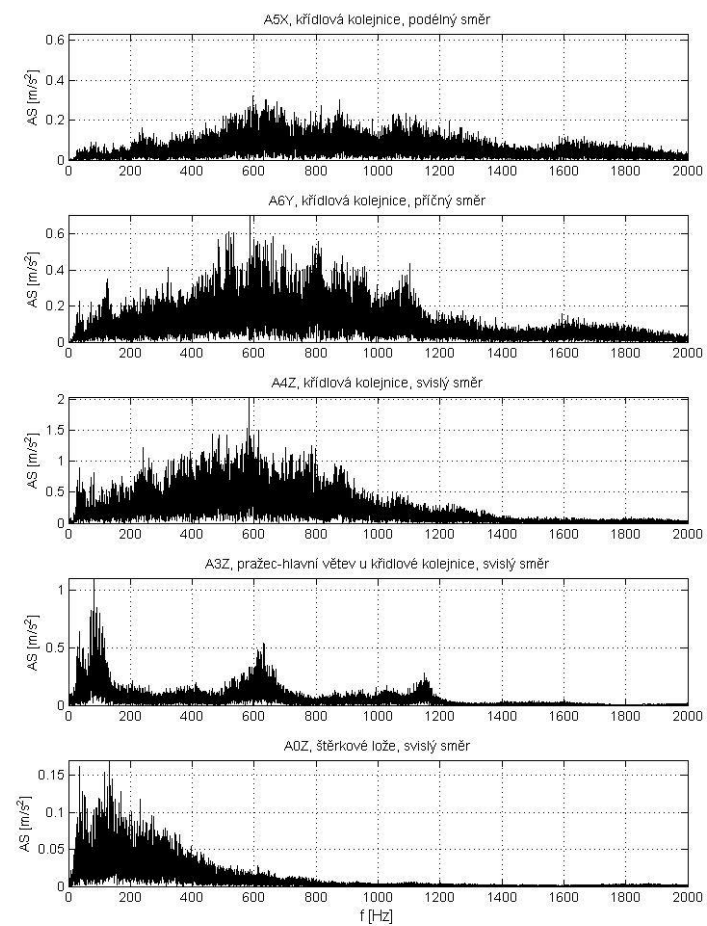 A5X, křídlová kolejnice, podélný směr
AS [m/s²]
0.6
0.4
0.2
0
0 200 400 600 800 1000 1200 1400 1600 1800 2000
A6Y, křídlová kolejnice, příčný směr
AS [m/s²]
0.6
0.4
0.2
0
0 200 400 600 800 1000 1200 1400 1600 1800 2000
A4Z, křídlová kolejnice, svislý směr
AS [m/s²]
2
1.5
1
0.5
0
0 200 400 600 800 1000 1200 1400 1600 1800 2000
A3Z, pražec-hlavní větev u křidlové kolejnice, svislý směr
AS [m/s²]
1
0.5
0
0 200 400 600 800 1000 1200 1400 1600 1800 2000
A0Z, štěrkové lože, svislý směr
AS [m/s²]
0.15
0.1
0.05
0
0 200 400 600 800 1000 1200 1400 1600 1800 2000
f [Hz]